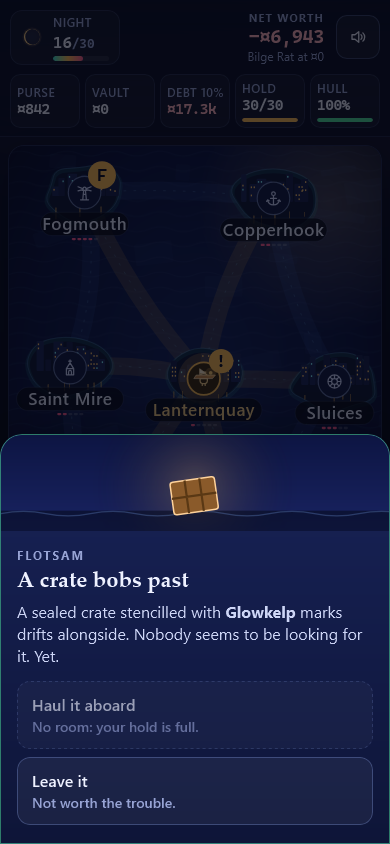 NIGHT
16/30
NET WORTH
−¤6,943
Bilge Rat at ¤0
PURSE
¤842
VAULT
¤0
DEBT 10%
¤17.3k
HOLD
30/30
HULL
100%
F
Fogmouth
Copperhook
Saint Mire
!
Lanternquay
Sluices
FLOTSAM
A crate bobs past
A sealed crate stencilled with Glowkelp marks
drifts alongside. Nobody seems to be looking for
it. Yet.
Haul it aboard
No room: your hold is full.
Leave it
Not worth the trouble.